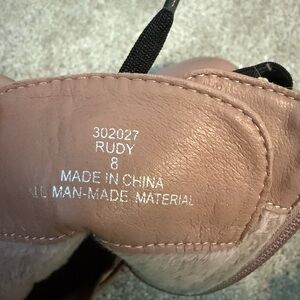 302027
RUDY
8
MADE IN CHINA
MAN-MADE MATERIAL